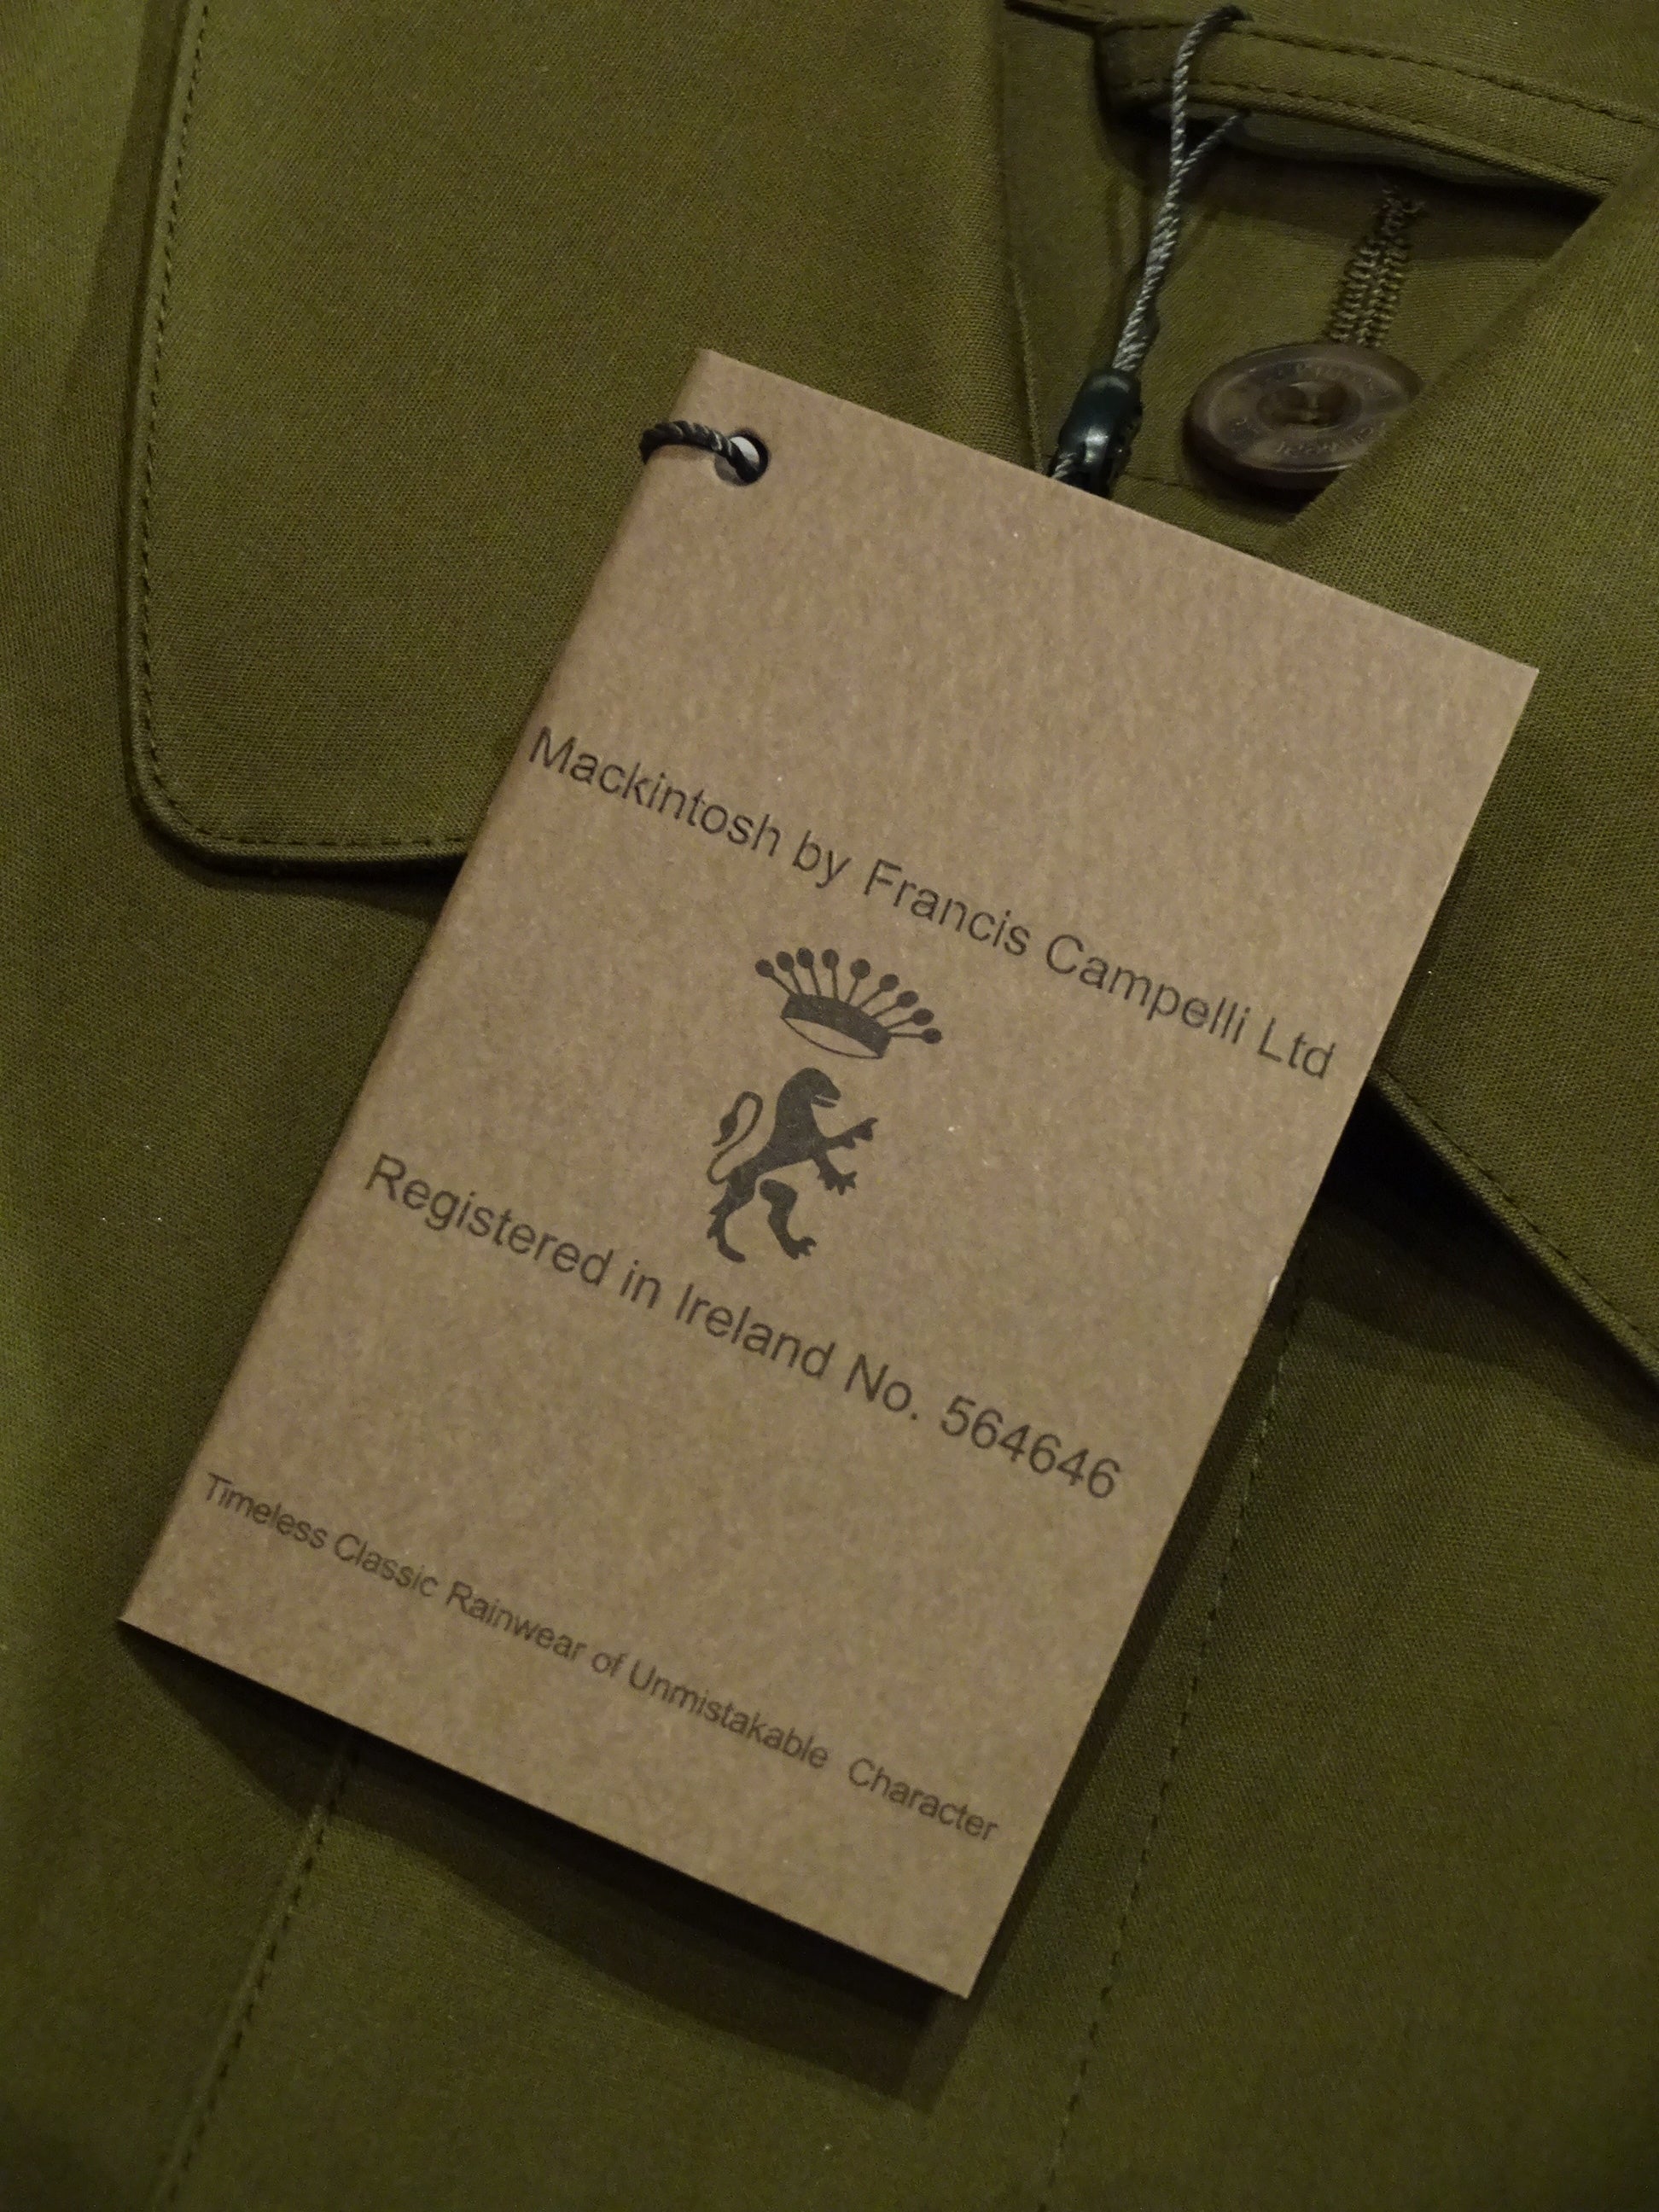 Mackintosh by Francis Campelli Ltd
Registered in Ireland No. 564646
Timeless Classic Rainwear of Unmistakable Character